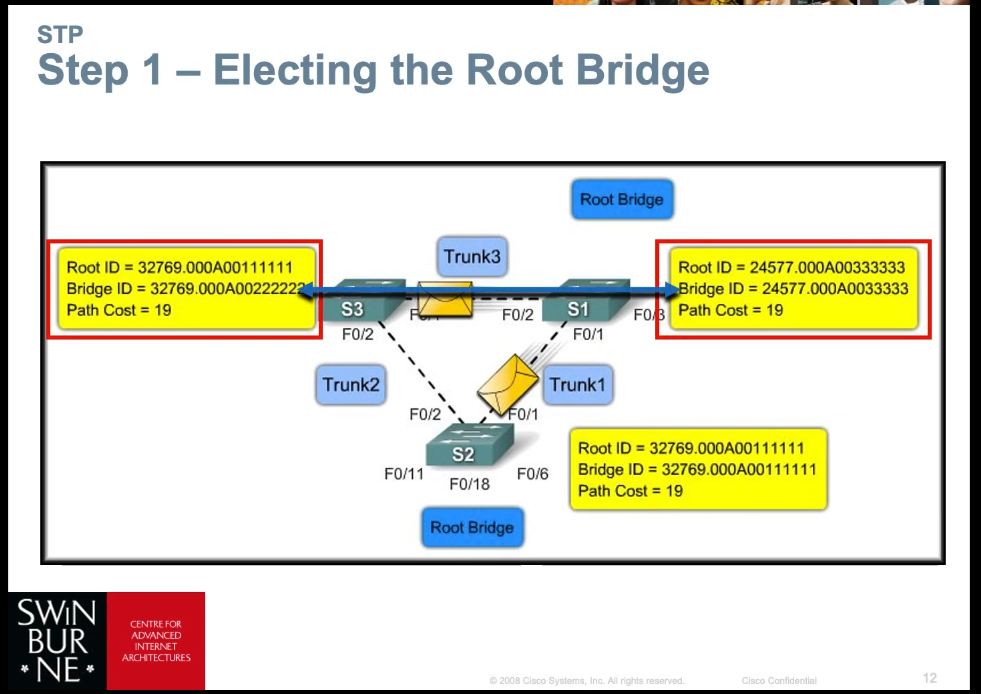 STP
Step 1 – Electing the Root Bridge
Root Bridge
Trunk3
Root ID = 32769.000A00111111
Bridge ID = 32769.000A00222222
Path Cost = 19
Root ID = 24577.000A00333333
Bridge ID = 24577.000A0033333
Path Cost = 19
S3
F0/1
F0/2
S1
F0/3
F0/2
F0/1
Trunk2
Trunk1
F0/2
F0/1
S2
F0/11
F0/18
F0/6
Root ID = 32769.000A00111111
Bridge ID = 32769.000A00111111
Path Cost = 19
Root Bridge
SWIN
BUR
* NE *
CENTRE FOR
ADVANCED
INTERNET
ARCHITECTURES
© 2008 Cisco Systems, Inc. All rights reserved.
Cisco Confidential
12